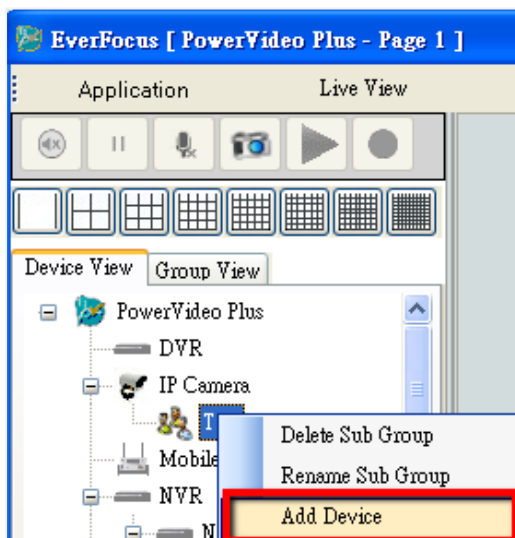 EverFocus [ PowerVideo Plus - Page 1 ]
Application Live View
Device View Group View
PowerVideo Plus
DVR
IP Camera
T
Delete Sub Group
Mobile
Rename Sub Group
NVR
Add Device
N